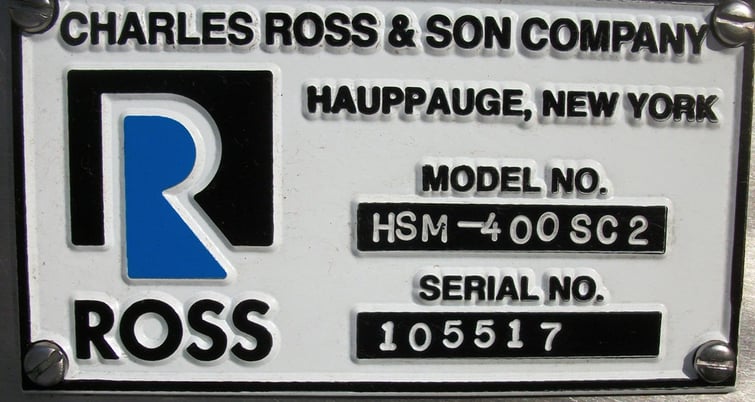 CHARLES ROSS & SON COMPANY
R
HAUPPAUGE, NEW YORK
MODEL NO.
HSM-400SC2
SERIAL NO.
105517
ROSS